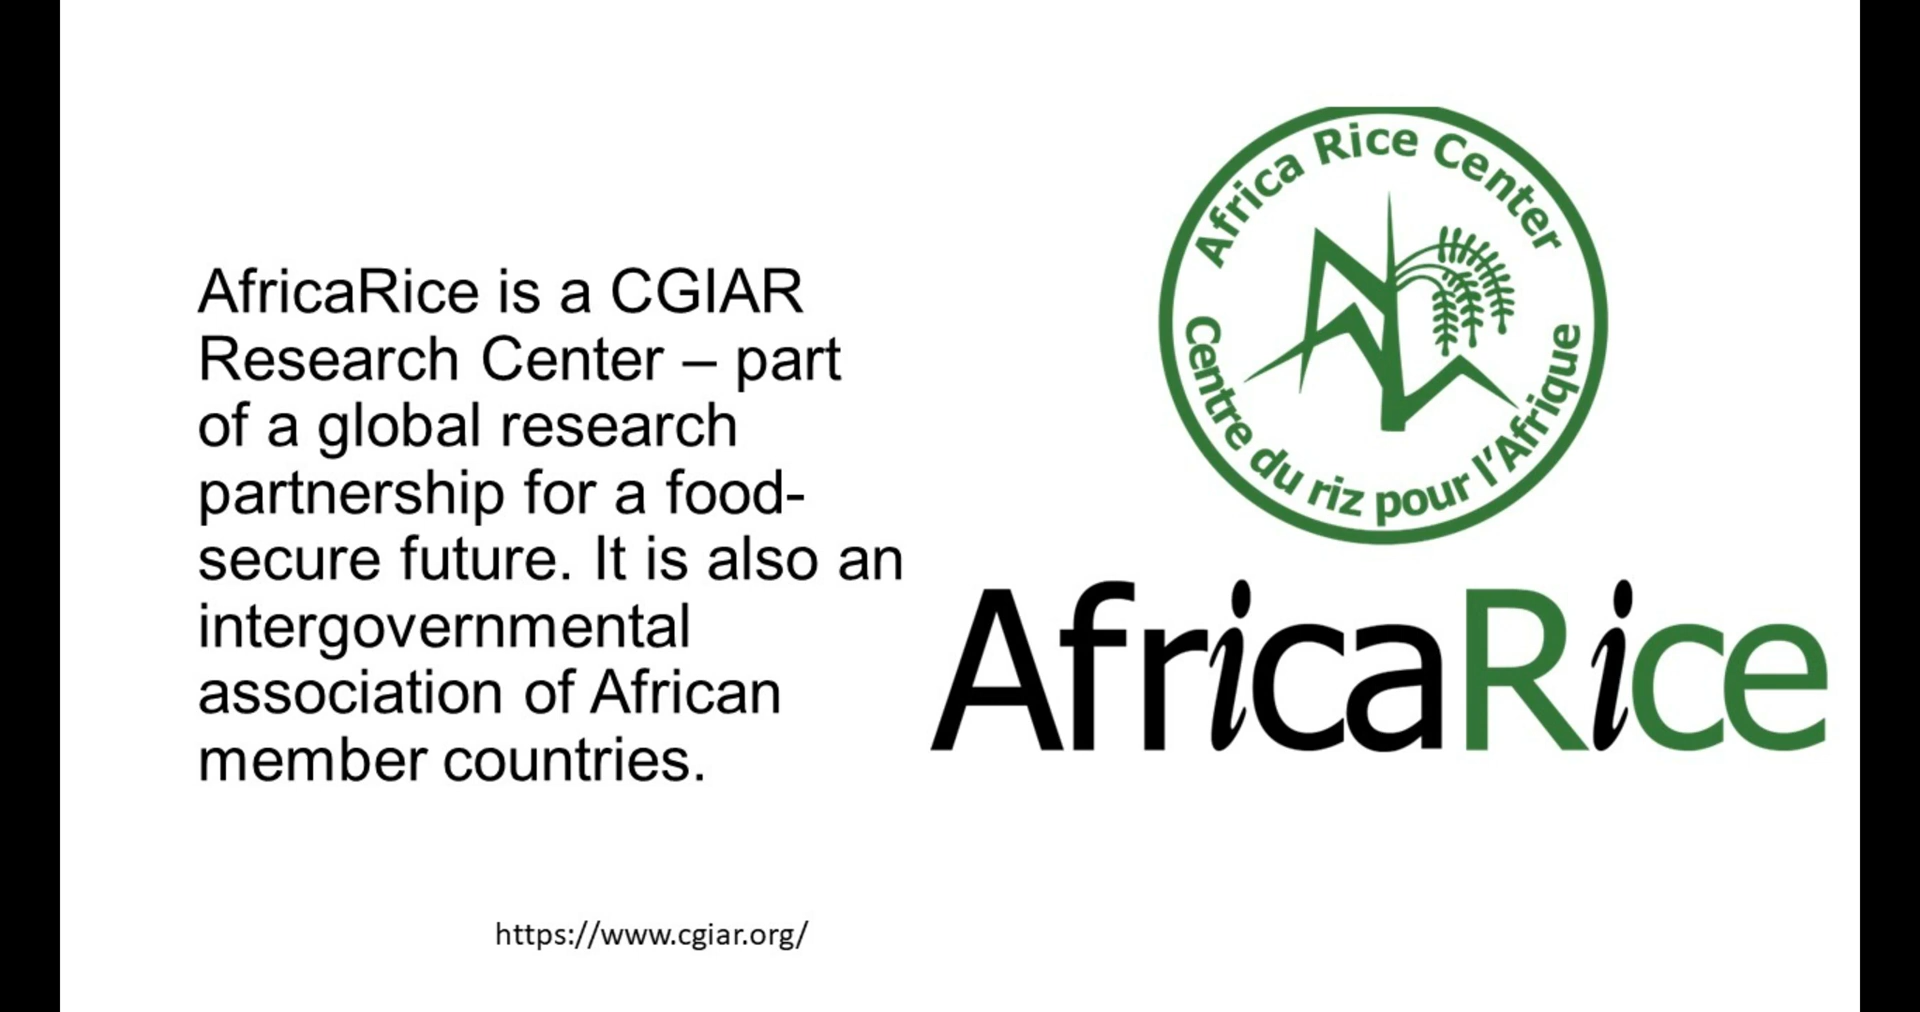 AfricaRice is a CGIAR
Research Center – part
of a global research
partnership for a food-
secure future. It is also an
intergovernmental
association of African
member countries.
https://www.cgiar.org/
Africa Rice Center
Centre du riz pour l'Afrique
AfricaRice